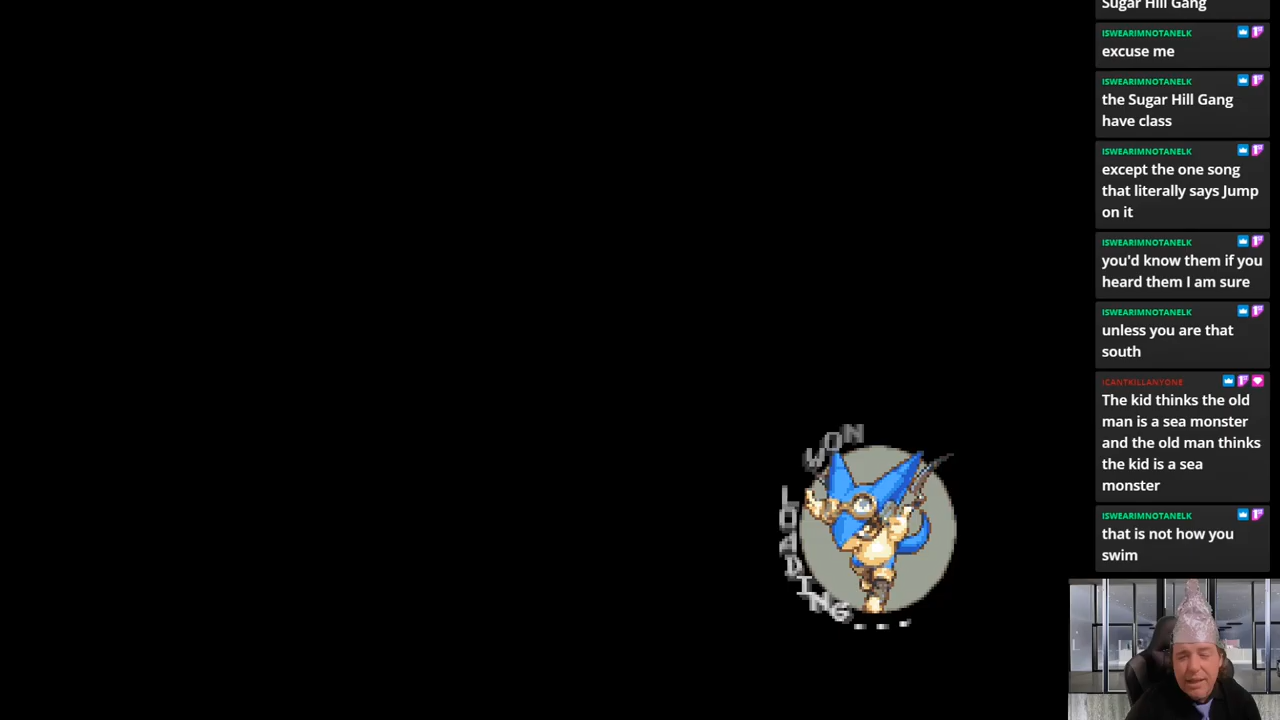 Sugar Hill Gang
ISWEARIMNOTANELK
excuse me
ISWEARIMNOTANELK
the Sugar Hill Gang
have class
ISWEARIMNOTANELK
except the one song
that literally says Jump
on it
ISWEARIMNOTANELK
you'd know them if you
heard them I am sure
ISWEARIMNOTANELK
unless you are that
south
ICANTKILLANYONE
The kid thinks the old
man is a sea monster
and the old man thinks
the kid is a sea
monster
ISWEARIMNOTANELK
that is not how you
swim
NOW
LOADING...